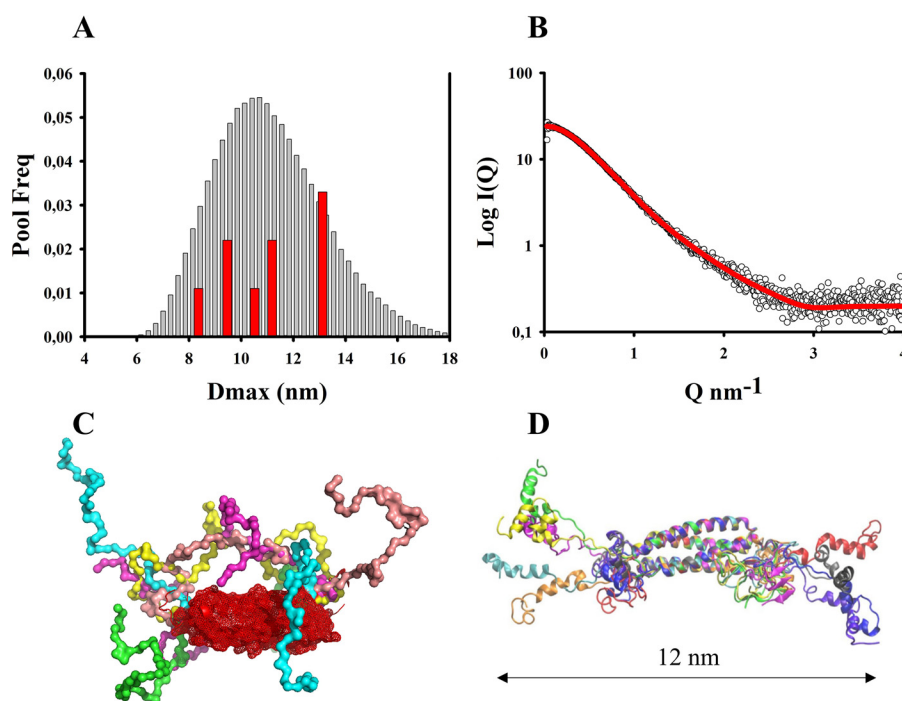 A
0,06
0,05
0,04
0,03
0,02
0,01
0,00
Pool Freq
4 6 8 10 12 14 16 18
Dmax (nm)
B
100
10
1
0,1
Log I(Q)
0 1 2 3 4
Q nm-1
C
D
12 nm